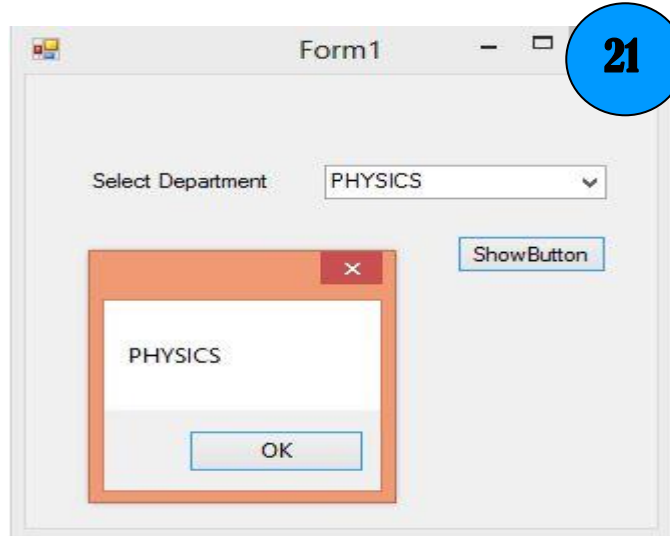 Form1
21
Select Department PHYSICS
ShowButton
PHYSICS
OK